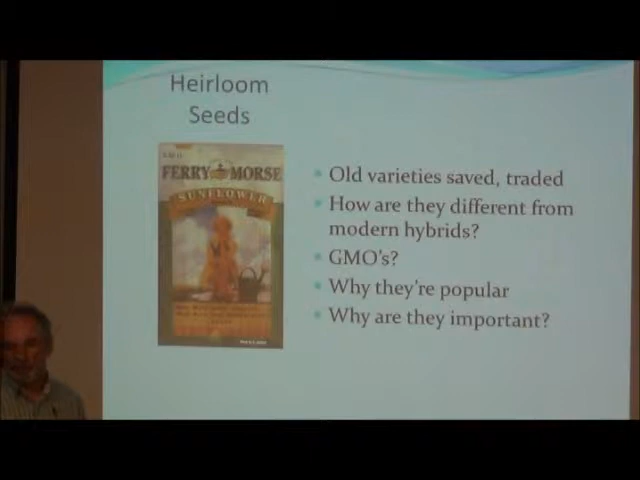 Heirloom
Seeds
FERRY MORSE
SUNFLOWER
Old varieties saved, traded
How are they different from
modern hybrids?
GMO's?
Why they're popular
Why are they important?